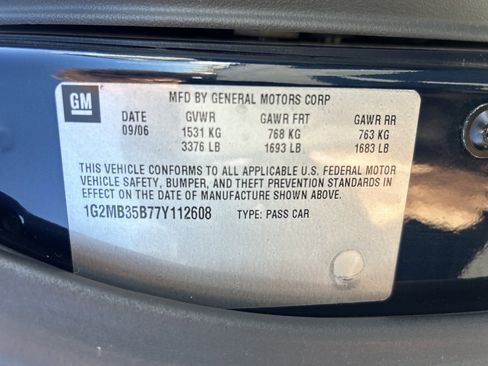 GM
MFD BY GENERAL MOTORS CORP
DATE GVWR GAWR FRT GAWR RR
09/06 1531 KG 768 KG 763 KG
3376 LB 1693 LB 1683 LB
THIS VEHICLE CONFORMS TO ALL APPLICABLE U.S. FEDERAL MOTOR
VEHICLE SAFETY, BUMPER, AND THEFT PREVENTION STANDARDS IN
EFFECT ON THE DATE OF MANUFACTURE SHOWN ABOVE.
1G2MB35B77Y112608 TYPE: PASS CAR